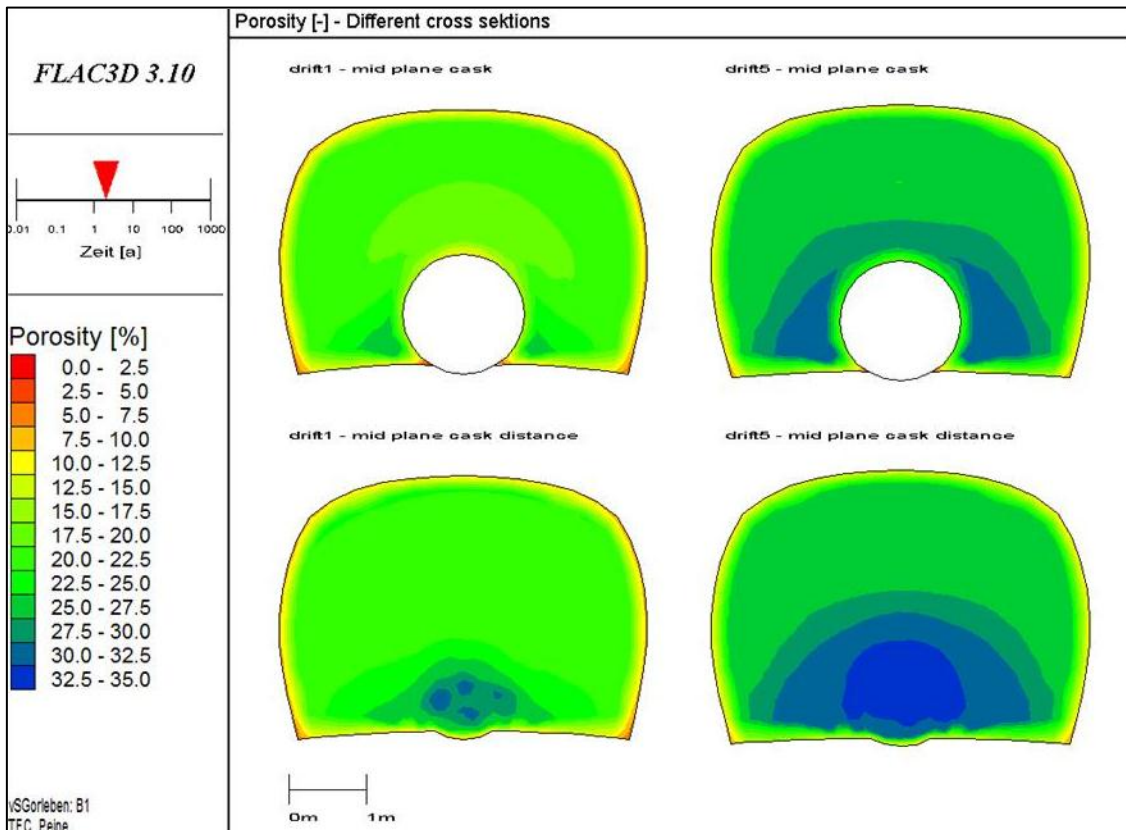 Porosity [-] - Different cross sektions
FLAC3D 3.10
0.01 0.1 1 10 100 1000
Zeit [a]
Porosity [%]
0.0 - 2.5
2.5 - 5.0
5.0 - 7.5
7.5 - 10.0
10.0 - 12.5
12.5 - 15.0
15.0 - 17.5
17.5 - 20.0
20.0 - 22.5
22.5 - 25.0
25.0 - 27.5
27.5 - 30.0
30.0 - 32.5
32.5 - 35.0
vSGorleben: B1
TEC, Peine
drift1 - mid plane cask
drift5 - mid plane cask
drift1 - mid plane cask distance
drift5 - mid plane cask distance
0m 1m